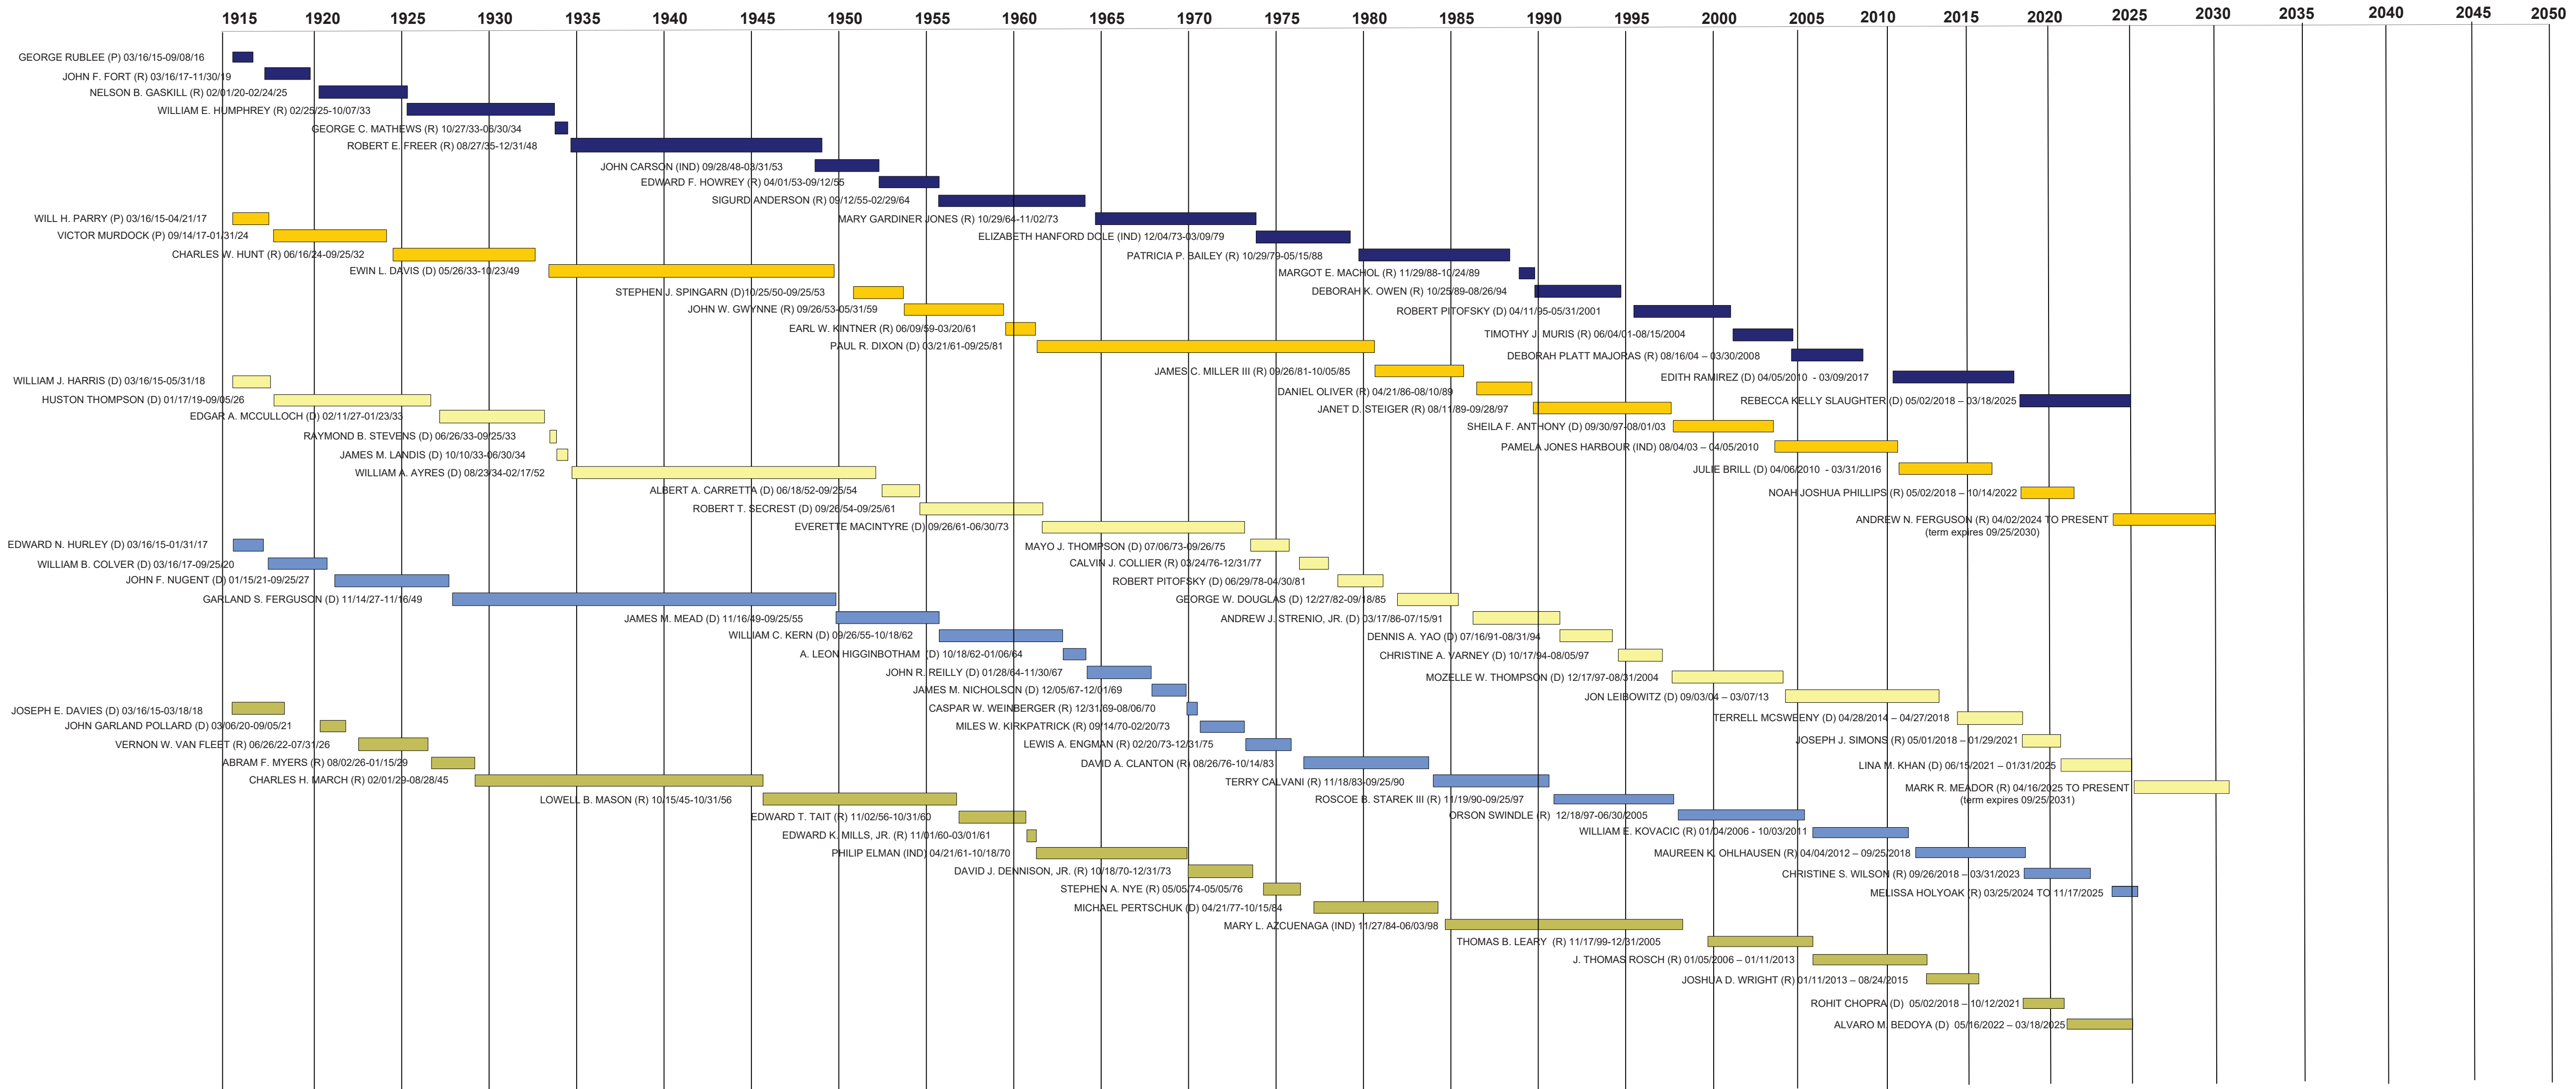 1915 1920 1925 1930 1935 1940 1945 1950 1955 1960 1965 1970 1975 1980 1985 1990 1995 2000 2005 2010 2015 2020 2025 2030 2035 2040 2045 2050
GEORGE RUBLEE (P) 03/16/15-09/08/16
JOHN F. FORT (R) 03/16/17-11/30/19
NELSON B. GASKILL (R) 02/01/20-02/24/25
WILLIAM E. HUMPHREY (R) 02/25/25-10/07/33
GEORGE C. MATHEWS (R) 10/27/33-06/30/34
ROBERT E. FREER (R) 08/27/35-12/31/48
JOHN CARSON (IND) 09/28/48-03/31/53
EDWARD F. HOWREY (R) 04/01/53-09/12/55
SIGURD ANDERSON (R) 09/12/55-02/29/64
MARY GARDINER JONES (R) 10/29/64-11/02/73
ELIZABETH HANFORD DOLE (IND) 12/04/73-03/09/79
PATRICIA P. BAILEY (R) 10/29/79-05/15/88
MARGOT E. MACHOL (R) 11/29/88-10/24/89
DEBORAH K. OWEN (R) 10/25/89-08/26/94
ROBERT PITOFSKY (D) 04/11/95-05/31/2001
TIMOTHY J. MURIS (R) 06/04/01-08/15/2004
DEBORAH PLATT MAJORAS (R) 08/16/04 – 03/30/2008
EDITH RAMIREZ (D) 04/05/2010 - 03/09/2017
REBECCA KELLY SLAUGHTER (D) 05/02/2018 – 03/18/2025
WILL H. PARRY (P) 03/16/15-04/21/17
VICTOR MURDOCK (P) 09/14/17-01/31/24
CHARLES W. HUNT (R) 06/16/24-09/25/32
EWIN L. DAVIS (D) 05/26/33-10/23/49
STEPHEN J. SPINGARN (D)10/25/50-09/25/53
JOHN W. GWYNNE (R) 09/26/53-05/31/59
EARL W. KINTNER (R) 06/09/59-03/20/61
PAUL R. DIXON (D) 03/21/61-09/25/81
JAMES C. MILLER III (R) 09/26/81-10/05/85
DANIEL OLIVER (R) 04/21/86-08/10/89
JANET D. STEIGER (R) 08/11/89-09/28/97
SHEILA F. ANTHONY (D) 09/30/97-08/01/03
PAMELA JONES HARBOUR (IND) 08/04/03 – 04/05/2010
JULIE BRILL (D) 04/06/2010 - 03/31/2016
NOAH JOSHUA PHILLIPS (R) 05/02/2018 – 10/14/2022
ANDREW N. FERGUSON (R) 04/02/2024 TO PRESENT
(term expires 09/25/2030)
WILLIAM J. HARRIS (D) 03/16/15-05/31/18
HUSTON THOMPSON (D) 01/17/19-09/05/26
EDGAR A. MCCULLOCH (D) 02/11/27-01/23/33
RAYMOND B. STEVENS (D) 06/26/33-09/25/33
JAMES M. LANDIS (D) 10/10/33-06/30/34
WILLIAM A. AYRES (D) 08/23/34-02/17/52
ALBERT A. CARRETTA (D) 06/18/52-09/25/54
ROBERT T. SECREST (D) 09/26/54-09/25/61
EVERETTE MACINTYRE (D) 09/26/61-06/30/73
MAYO J. THOMPSON (D) 07/06/73-09/26/75
CALVIN J. COLLIER (R) 03/24/76-12/31/77
ROBERT PITOFSKY (D) 06/29/78-04/30/81
GEORGE W. DOUGLAS (D) 12/27/82-09/18/85
ANDREW J. STRENIO, JR. (D) 03/17/86-07/15/91
DENNIS A. YAO (D) 07/16/91-08/31/94
CHRISTINE A. VARNEY (D) 10/17/94-08/05/97
MOZELLE W. THOMPSON (D) 12/17/97-08/31/2004
JON LEIBOWITZ (D) 09/03/04 – 03/07/13
TERRELL MCSWEENY (D) 04/28/2014 – 04/27/2018
JOSEPH J. SIMONS (R) 05/01/2018 – 01/29/2021
LINA M. KHAN (D) 06/15/2021 – 01/31/2025
MARK R. MEADOR (R) 04/16/2025 TO PRESENT
(term expires 09/25/2031)
EDWARD N. HURLEY (D) 03/16/15-01/31/17
WILLIAM B. COLVER (D) 03/16/17-09/25/20
JOHN F. NUGENT (D) 01/15/21-09/25/27
GARLAND S. FERGUSON (D) 11/14/27-11/16/49
JAMES M. MEAD (D) 11/16/49-09/25/55
WILLIAM C. KERN (D) 09/26/55-10/18/62
A. LEON HIGGINBOTHAM (D) 10/18/62-01/06/64
JOHN R. REILLY (D) 01/28/64-11/30/67
JAMES M. NICHOLSON (D) 12/05/67-12/01/69
CASPAR W. WEINBERGER (R) 12/31/69-08/06/70
MILES W. KIRKPATRICK (R) 09/14/70-02/20/73
LEWIS A. ENGMAN (R) 02/20/73-12/31/75
DAVID A. CLANTON (R) 08/26/76-10/14/83
TERRY CALVANI (R) 11/18/83-09/25/90
ROSCOE B. STAREK III (R) 11/19/90-09/25/97
ORSON SWINDLE (R) 12/18/97-06/30/2005
WILLIAM E. KOVACIC (R) 01/04/2006 - 10/03/2011
MAUREEN K. OHLHAUSEN (R) 04/04/2012 – 09/25/2018
CHRISTINE S. WILSON (R) 09/26/2018 – 03/31/2023
MELISSA HOLYOAK (R) 03/25/2024 TO 11/17/2025
JOSEPH E. DAVIES (D) 03/16/15-03/18/18
JOHN GARLAND POLLARD (D) 03/06/20-09/05/21
VERNON W. VAN FLEET (R) 06/26/22-07/31/26
ABRAM F. MYERS (R) 08/02/26-01/15/29
CHARLES H. MARCH (R) 02/01/29-08/28/45
LOWELL B. MASON (R) 10/15/45-10/31/56
EDWARD T. TAIT (R) 11/02/56-10/31/60
EDWARD K. MILLS, JR. (R) 11/01/60-03/01/61
PHILIP ELMAN (IND) 04/21/61-10/18/70
DAVID J. DENNISON, JR. (R) 10/18/70-12/31/73
STEPHEN A. NYE (R) 05/05/74-05/05/76
MICHAEL PERTSCHUK (D) 04/21/77-10/15/84
MARY L. AZCUENAGA (IND) 11/27/84-06/03/98
THOMAS B. LEARY (R) 11/17/99-12/31/2005
J. THOMAS ROSCH (R) 01/05/2006 – 01/11/2013
JOSHUA D. WRIGHT (R) 01/11/2013 – 08/24/2015
ROHIT CHOPRA (D) 05/02/2018 – 10/12/2021
ALVARO M. BEDOYA (D) 05/16/2022 – 03/18/2025